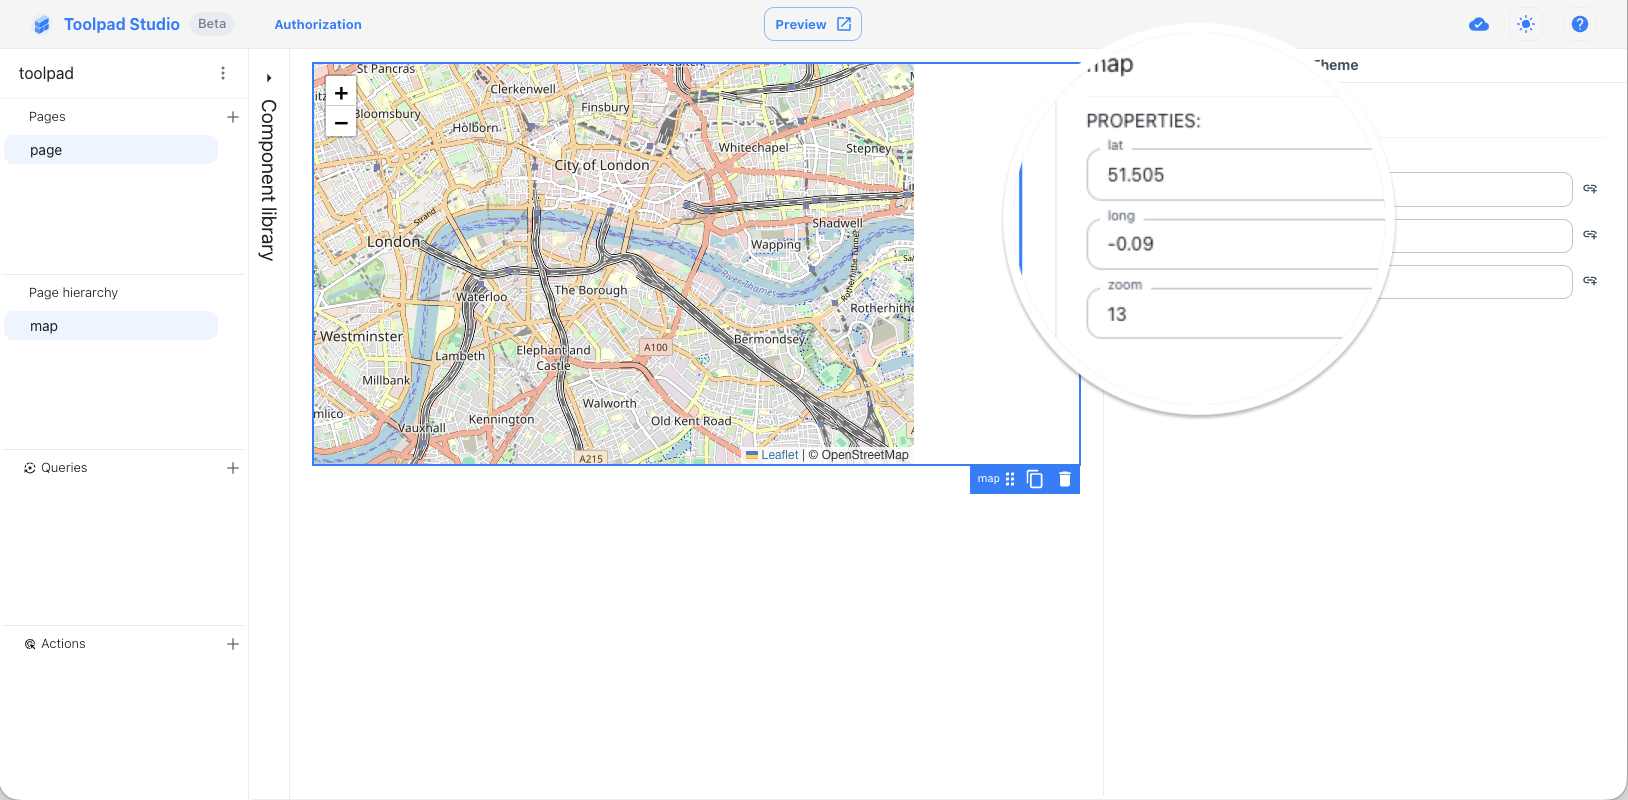 Toolpad Studio
Beta
Authorization
Preview
toolpad
Pages
page
Page hierarchy
map
Queries
Actions
Component library
+
−
St Pancras
Clerkenwell
Finsbury
Bloomsbury
Holborn
Whitechapel
Stepney
City of London
Strand
London
Shadwell
Wapping
River Thames
Rotherhithe Tunnel
Waterloo
The Borough
Rotherhithe
Westminster
Bermondsey
A100
Lambeth
Elephant and
Castle
Millbank
Walworth
mlico
Kennington
Old Kent Road
Vauxhall
A215
Leaflet | © OpenStreetMap
map
map
Theme
PROPERTIES:
lat
51.505
long
-0.09
zoom
13